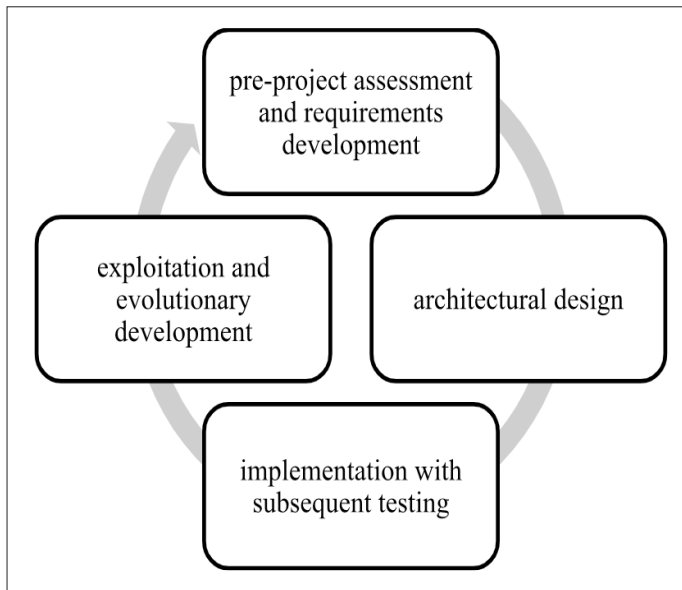 pre-project assessment
and requirements
development
architectural design
implementation with
subsequent testing
exploitation and
evolutionary
development